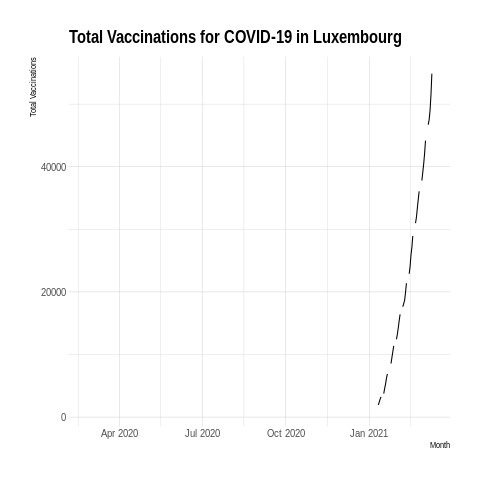 Total Vaccinations for COVID-19 in Luxembourg
Total Vaccinations
40000
20000
0
Apr 2020
Jul 2020
Oct 2020
Jan 2021
Month